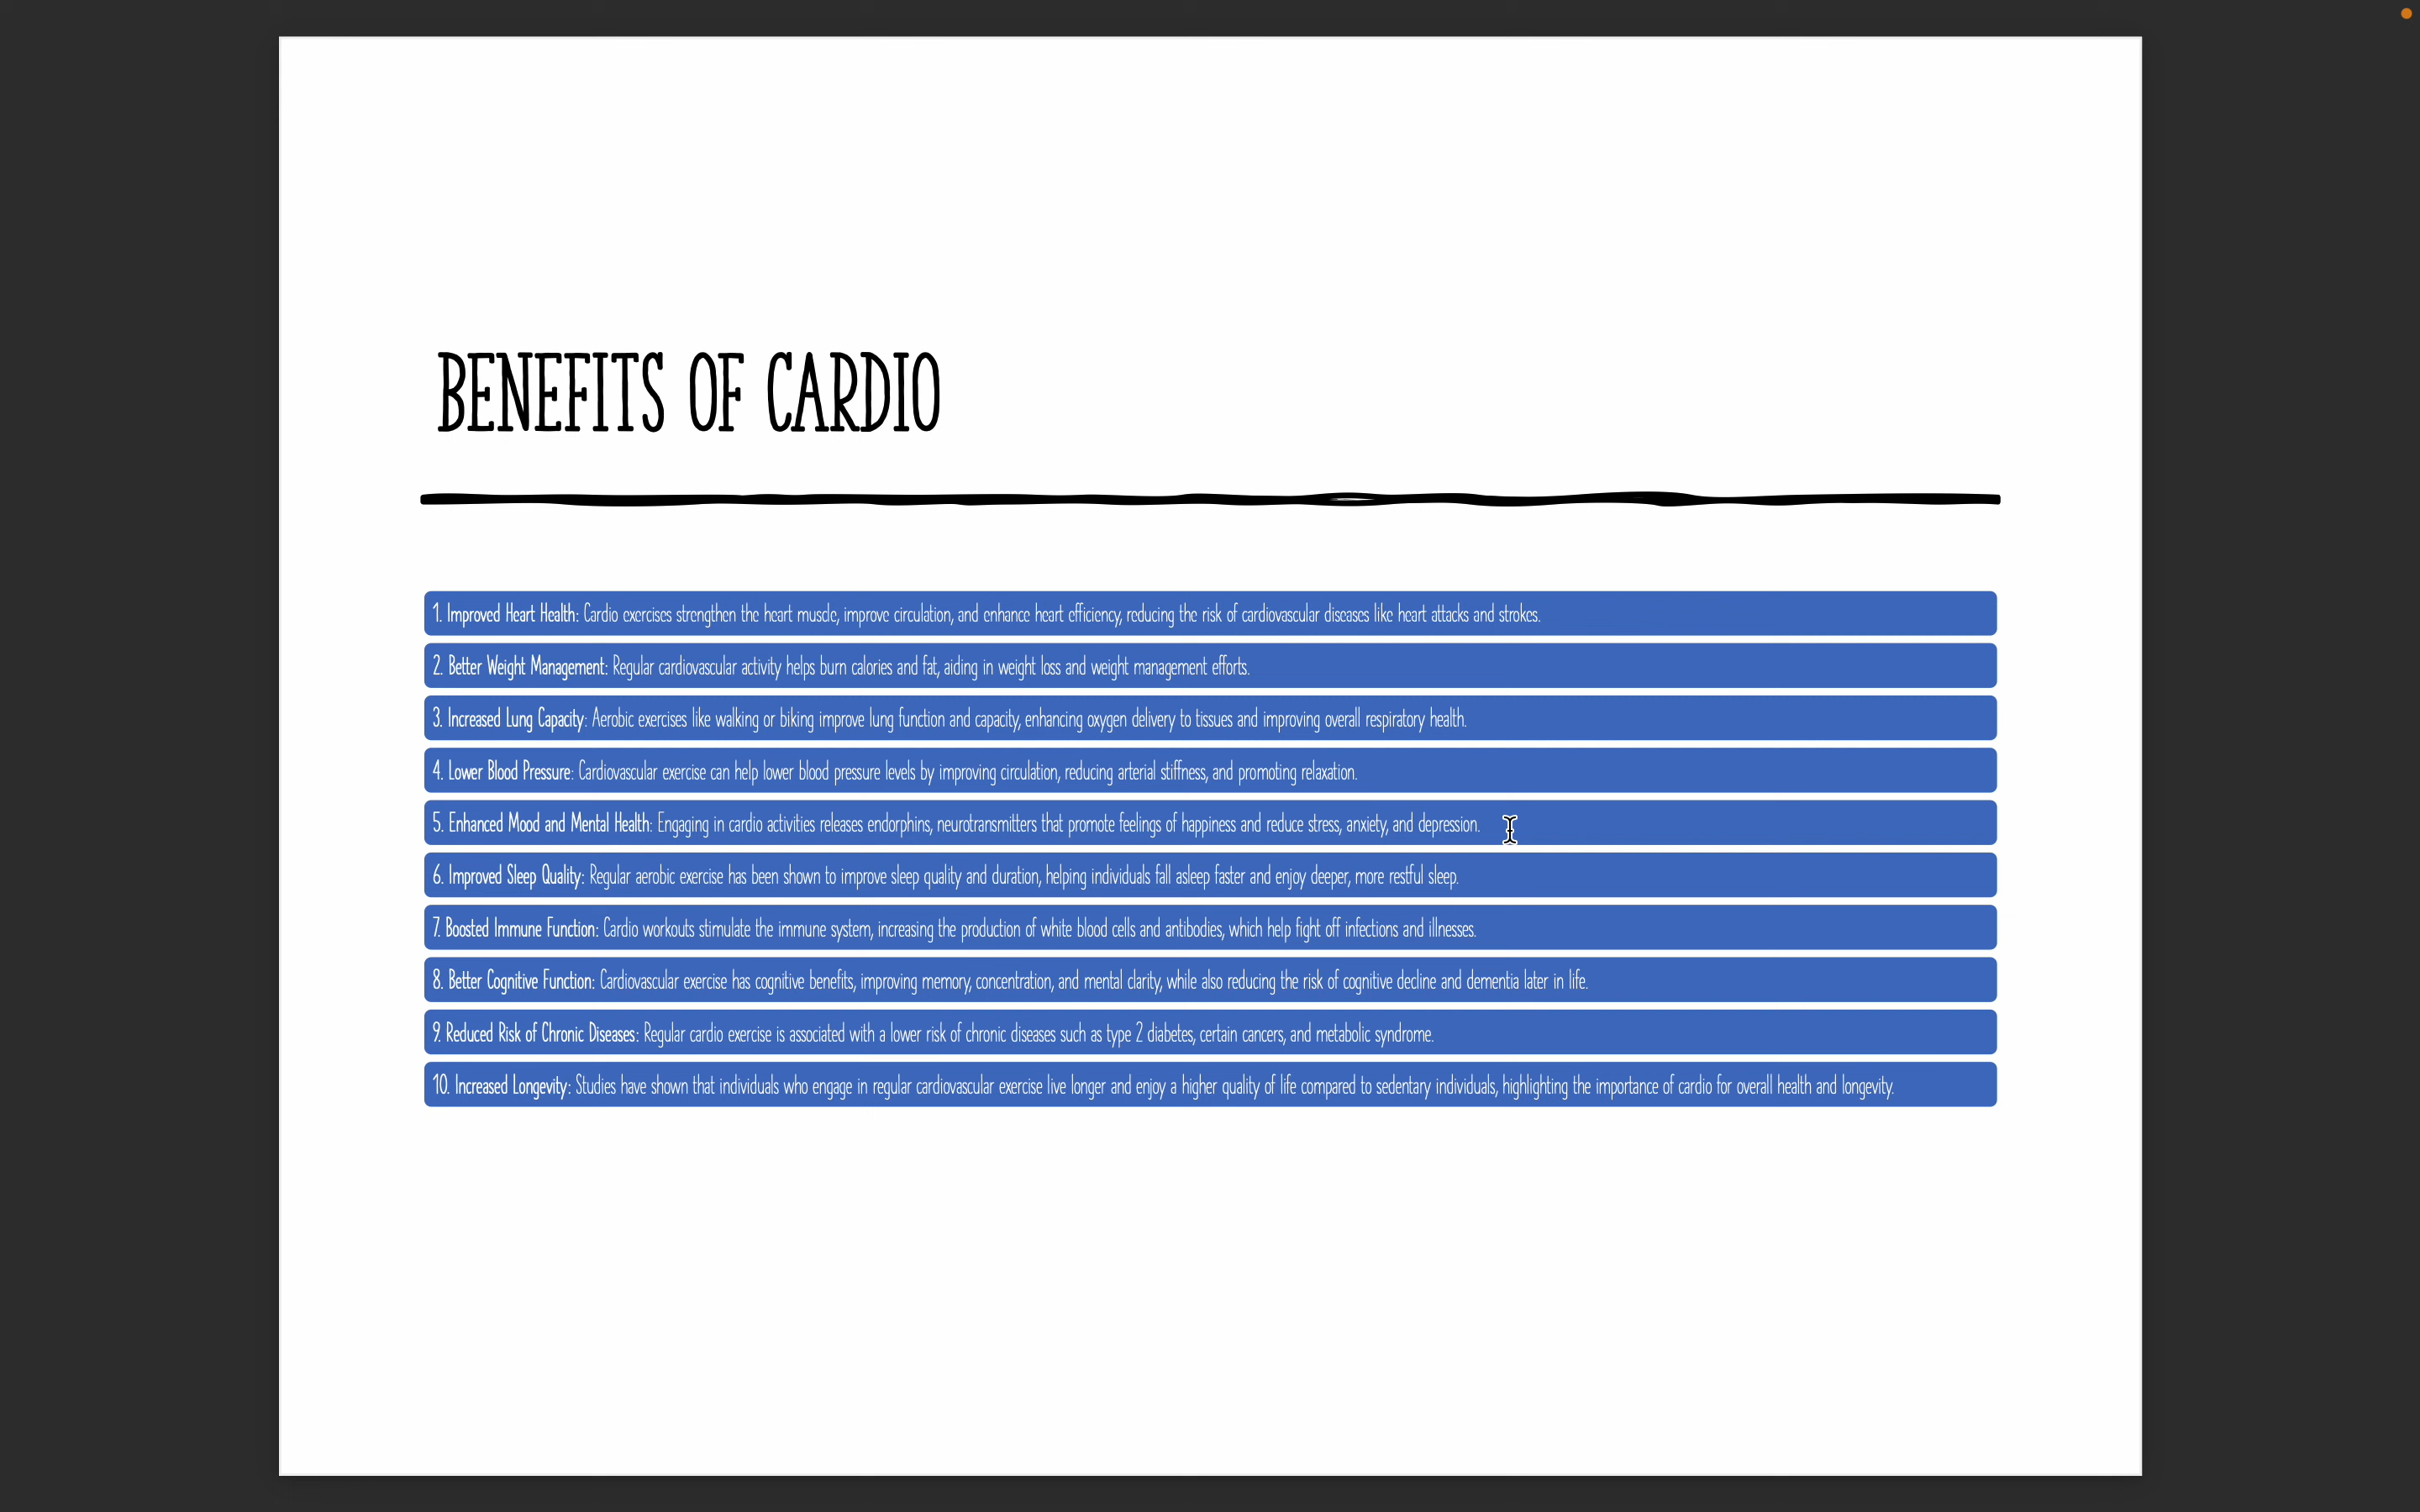 BENEFITS OF CARDIO
1. Improved Heart Health: Cardio exercises strengthen the heart muscle, improve circulation, and enhance heart efficiency, reducing the risk of cardiovascular diseases like heart attacks and strokes.
2. Better Weight Management: Regular cardiovascular activity helps burn calories and fat, aiding in weight loss and weight management efforts.
3. Increased Lung Capacity: Aerobic exercises like walking or biking improve lung function and capacity, enhancing oxygen delivery to tissues and improving overall respiratory health.
4. Lower Blood Pressure: Cardiovascular exercise can help lower blood pressure levels by improving circulation, reducing arterial stiffness, and promoting relaxation.
5. Enhanced Mood and Mental Health: Engaging in cardio activities releases endorphins, neurotransmitters that promote feelings of happiness and reduce stress, anxiety, and depression.
6. Improved Sleep Quality: Regular aerobic exercise has been shown to improve sleep quality and duration, helping individuals fall asleep faster and enjoy deeper, more restful sleep.
7. Boosted Immune Function: Cardio workouts stimulate the immune system, increasing the production of white blood cells and antibodies, which help fight off infections and illnesses.
8. Better Cognitive Function: Cardiovascular exercise has cognitive benefits, improving memory, concentration, and mental clarity, while also reducing the risk of cognitive decline and dementia later in life.
9. Reduced Risk of Chronic Diseases: Regular cardio exercise is associated with a lower risk of chronic diseases such as type 2 diabetes, certain cancers, and metabolic syndrome.
10. Increased Longevity: Studies have shown that individuals who engage in regular cardiovascular exercise live longer and enjoy a higher quality of life compared to sedentary individuals, highlighting the importance of cardio for overall health and longevity.